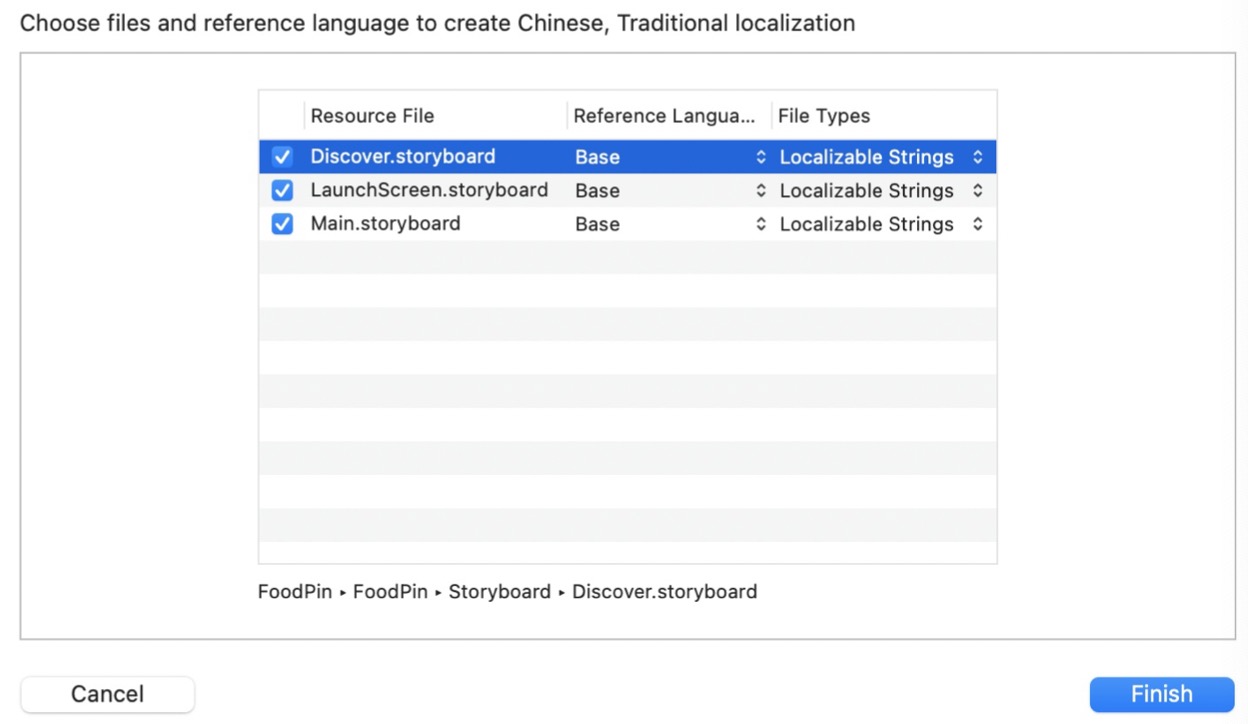 Choose files and reference language to create Chinese, Traditional localization
Resource File Reference Langua... File Types
Discover.storyboard Base Localizable Strings
LaunchScreen.storyboard Base Localizable Strings
Main.storyboard Base Localizable Strings
FoodPin ▸ FoodPin ▸ Storyboard ▸ Discover.storyboard
Cancel Finish